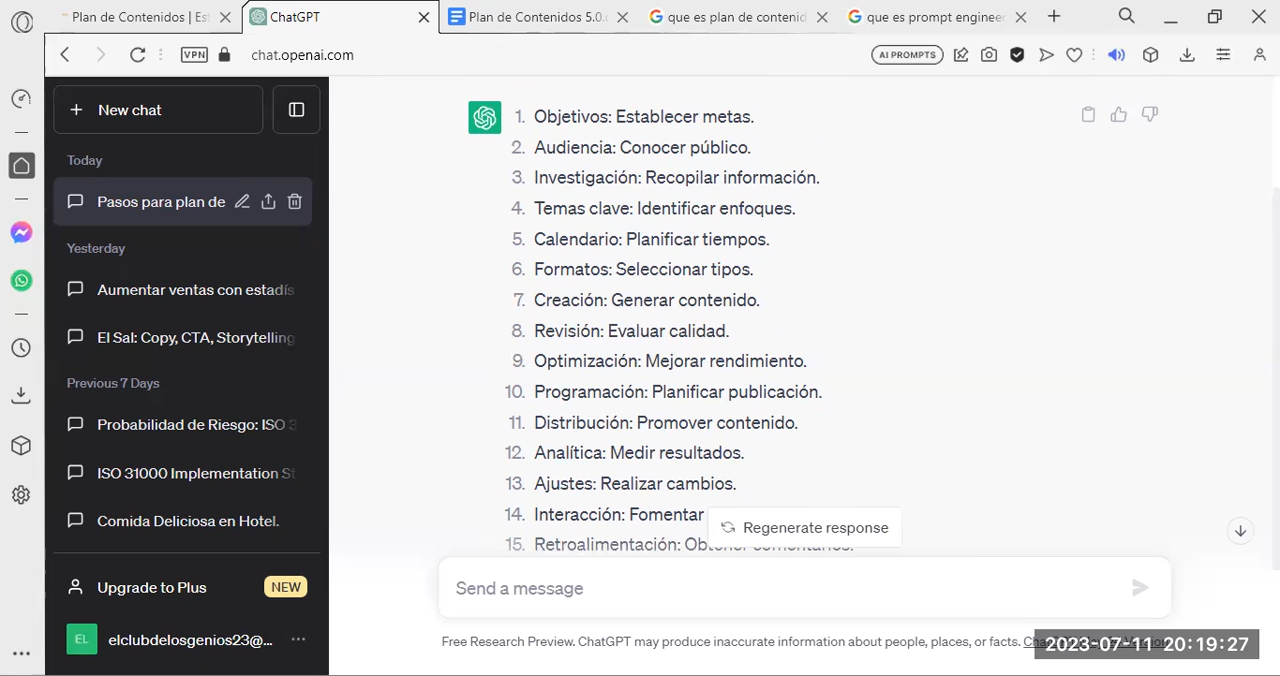 Plan de Contenidos | Es
ChatGPT
Plan de Contenidos 5.0.
que es plan de contenid
que es prompt engineer
VPN
chat.openai.com
AI PROMPTS
New chat
Today
Pasos para plan de
Yesterday
Aumentar ventas con estadís
El Sal: Copy, CTA, Storytelling
Previous 7 Days
Probabilidad de Riesgo: ISO 3
ISO 31000 Implementation St
Comida Deliciosa en Hotel.
Upgrade to Plus NEW
EL elclubdelosgenios23@...
1. Objetivos: Establecer metas.
2. Audiencia: Conocer público.
3. Investigación: Recopilar información.
4. Temas clave: Identificar enfoques.
5. Calendario: Planificar tiempos.
6. Formatos: Seleccionar tipos.
7. Creación: Generar contenido.
8. Revisión: Evaluar calidad.
9. Optimización: Mejorar rendimiento.
10. Programación: Planificar publicación.
11. Distribución: Promover contenido.
12. Analítica: Medir resultados.
13. Ajustes: Realizar cambios.
14. Interacción: Fomentar
Regenerate response
15. Retroalimentación: Obtener comentarios.
Send a message
Free Research Preview. ChatGPT may produce inaccurate information about people, places, or facts.
2023-07-11 20:19:27